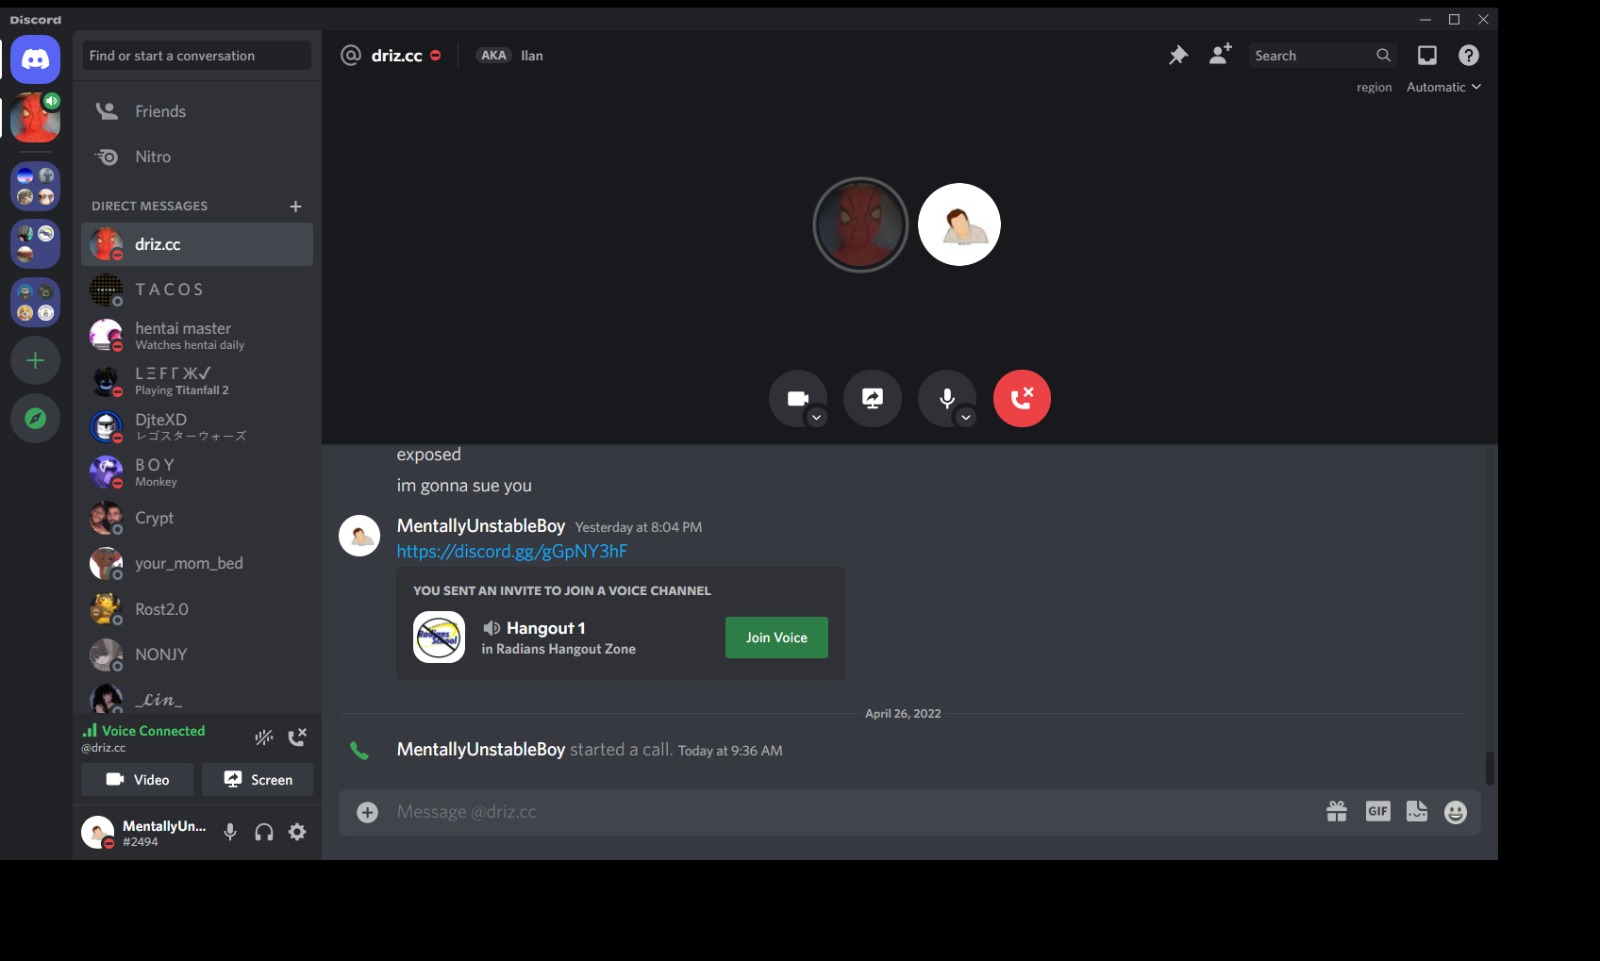 Discord
Find or start a conversation
driz.cc
AKA Ilan
Search
region Automatic
Friends
Nitro
DIRECT MESSAGES
driz.cc
T A C O S
hentai master
Watches hentai daily
L Ξ F Γ Ж✓
Playing Titanfall 2
DjteXD
レゴスターウォーズ
B O Y
Monkey
Crypt
your_mom_bed
Rost2.0
NONJY
_𝓛𝓲𝓷_
Voice Connected
@driz.cc
Video
Screen
MentallyUn...
#2494
exposed
im gonna sue you
MentallyUnstableBoy Yesterday at 8:04 PM
https://discord.gg/gGpNY3hF
YOU SENT AN INVITE TO JOIN A VOICE CHANNEL
Radians School
Hangout 1
in Radians Hangout Zone
Join Voice
April 26, 2022
MentallyUnstableBoy started a call. Today at 9:36 AM
Message @driz.cc
GIF